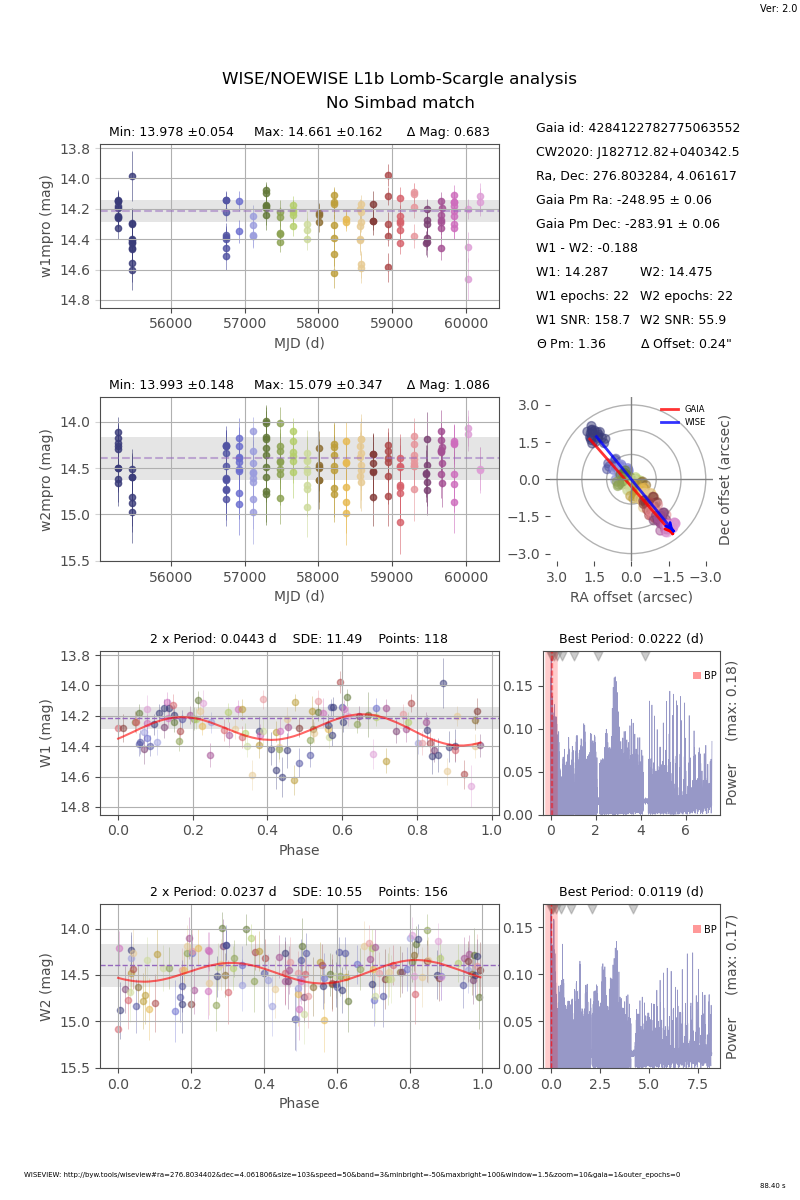 Ver: 2.0
WISE/NOEWISE L1b Lomb-Scargle analysis
No Simbad match
Min: 13.978 ±0.054 Max: 14.661 ±0.162 Δ Mag: 0.683
13.8
14.0
14.2
14.4
14.6
14.8
w1mpro (mag)
56000 57000 58000 59000 60000
MJD (d)
Gaia id: 4284122782775063552
CW2020: J182712.82+040342.5
Ra, Dec: 276.803284, 4.061617
Gaia Pm Ra: -248.95 ± 0.06
Gaia Pm Dec: -283.91 ± 0.06
W1 - W2: -0.188
W1: 14.287 W2: 14.475
W1 epochs: 22 W2 epochs: 22
W1 SNR: 158.7 W2 SNR: 55.9
Θ Pm: 1.36 Δ Offset: 0.24"
Min: 13.993 ±0.148 Max: 15.079 ±0.347 Δ Mag: 1.086
14.0
14.5
15.0
15.5
w2mpro (mag)
56000 57000 58000 59000 60000
MJD (d)
GAIA
WISE
3.0
1.5
0.0
−1.5
−3.0
Dec offset (arcsec)
3.0 1.5 0.0 −1.5 −3.0
RA offset (arcsec)
2 x Period: 0.0443 d SDE: 11.49 Points: 118
13.8
14.0
14.2
14.4
14.6
14.8
W1 (mag)
0.0 0.2 0.4 0.6 0.8 1.0
Phase
Best Period: 0.0222 (d)
BP
0.15
0.10
0.05
0.00
Power (max: 0.18)
0 2 4 6
2 x Period: 0.0237 d SDE: 10.55 Points: 156
14.0
14.5
15.0
15.5
W2 (mag)
0.0 0.2 0.4 0.6 0.8 1.0
Phase
Best Period: 0.0119 (d)
BP
0.15
0.10
0.05
0.00
Power (max: 0.17)
0.0 2.5 5.0 7.5
WISEVIEW: http://byw.tools/wiseview#ra=276.8034402&dec=4.061806&size=103&speed=50&band=3&minbright=-50&maxbright=100&window=1.5&zoom=10&gaia=1&outer_epochs=0
88.40 s